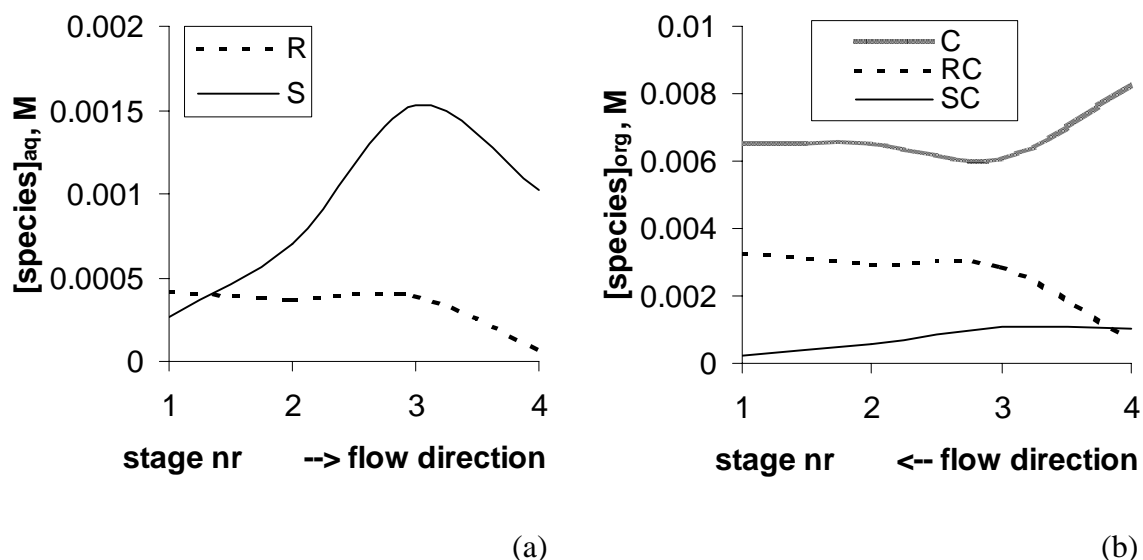 0.002
0.0015
0.001
0.0005
0
[species]aq, M
R
S
1 2 3 4
stage nr --> flow direction
(a)
0.01
0.008
0.006
0.004
0.002
0
[species]org, M
C
RC
SC
1 2 3 4
stage nr <-- flow direction
(b)